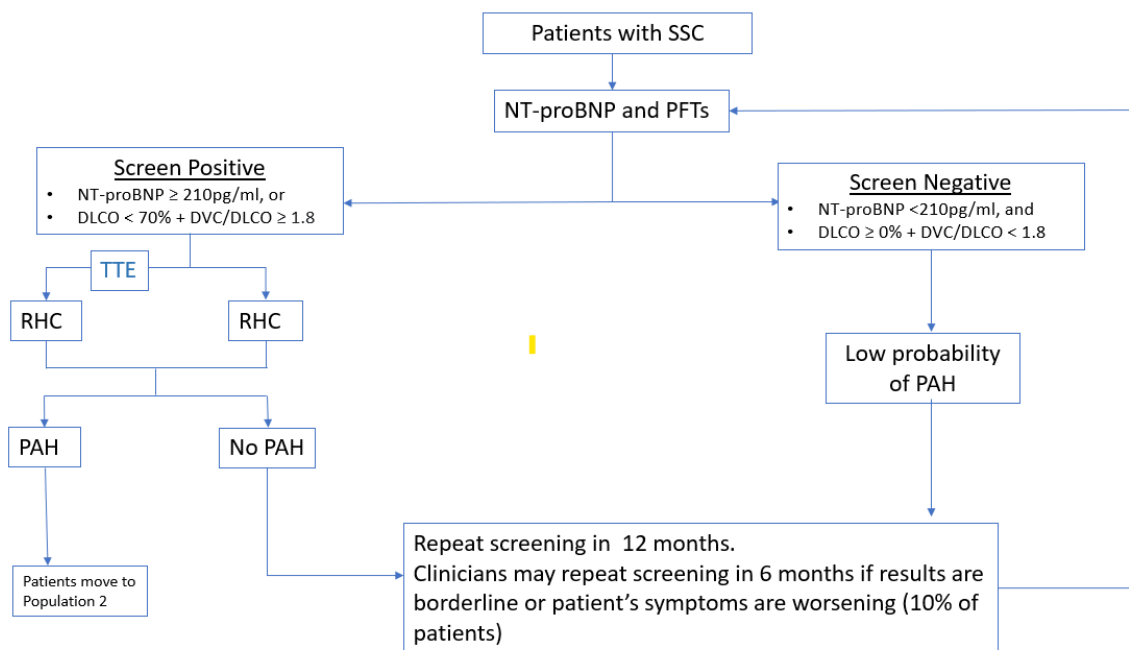 Patients with SSC
NT-proBNP and PFTs
Screen Positive
• NT-proBNP ≥ 210pg/ml, or
• DLCO < 70% + DVC/DLCO ≥ 1.8
Screen Negative
• NT-proBNP <210pg/ml, and
• DLCO ≥ 0% + DVC/DLCO < 1.8
TTE
RHC
RHC
Low probability
of PAH
PAH
No PAH
Patients move to
Population 2
Repeat screening in  12 months.
Clinicians may repeat screening in 6 months if results are
borderline or patient’s symptoms are worsening (10% of
patients)